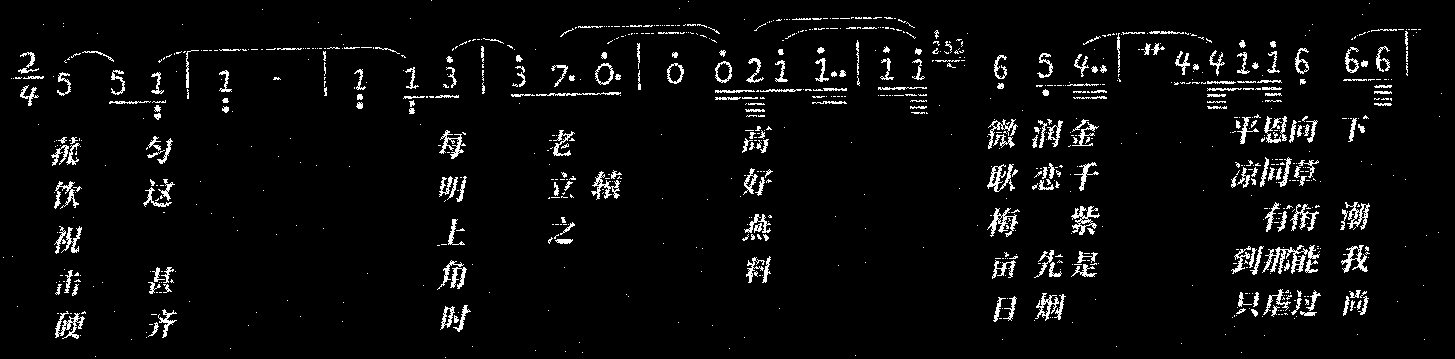 2/4 5 5 1 | 1 - | 1 1 3 | 3 7. 0. | 0 0 2 1 1.. | 1 1 252 6 5 4.. | 4. 4 1. 1 6 6. 6 |
菰 匀 每 老 高 微 润 金 平 恩 向 下
饮 这 明 立 辕 好 耿 恋 千 凉 同 草
祝 上 之 燕 梅 紫 有 衔 潮
击 甚 角 料 亩 先 是 到 那 能 我
硬 齐 时 日 烟 只 虐 过 尚